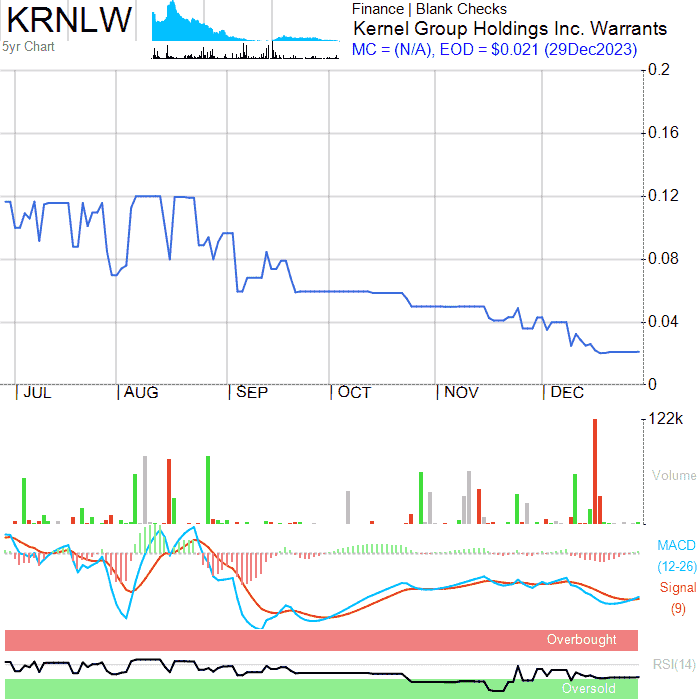 KRNLW
5yr Chart
Finance | Blank Checks
Kernel Group Holdings Inc. Warrants
MC = (N/A), EOD = $0.021 (29Dec2023)
0.2
0.16
0.12
0.08
0.04
0
JUL AUG SEP OCT NOV DEC
122k
Volume
MACD
(12-26)
Signal
(9)
Overbought
RSI(14)
Oversold